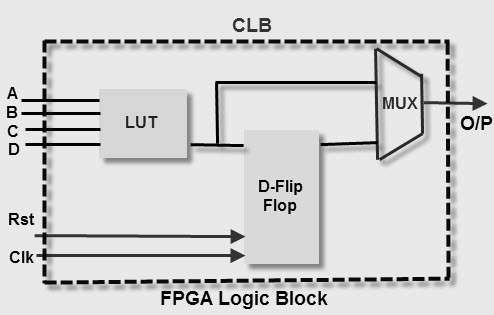 CLB
A
B
C
D
LUT
MUX
O/P
D-Flip
Flop
Rst
Clk
FPGA Logic Block